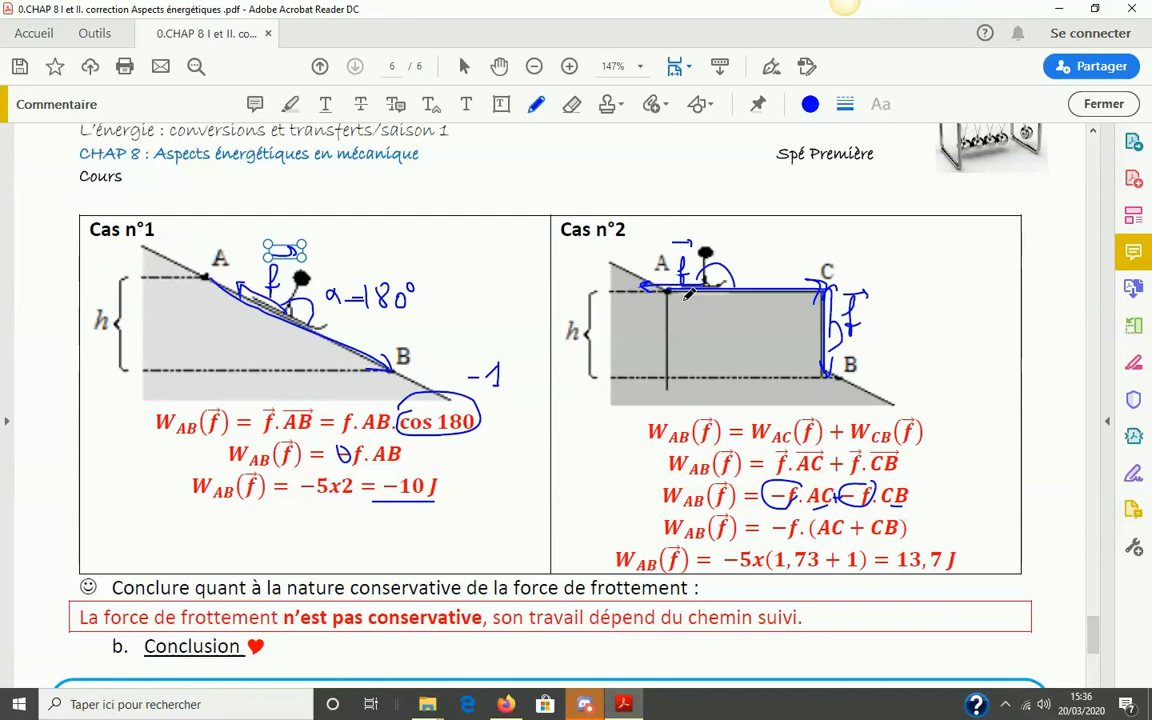 0.CHAP 8 I et II. correction Aspects énergétiques .pdf - Adobe Acrobat Reader DC
Accueil Outils 0.CHAP 8 I et II. co... × Se connecter
6 / 6 147% Partager
Commentaire Aa Fermer
L'énergie : conversions et transferts/saison 1
CHAP 8 : Aspects énergétiques en mécanique Spé Première
Cours
Cas n°1
A
f
α = 180°
h
B
-1
W_AB(f⃗) = f⃗.AB⃗ = f.AB.cos 180
W_AB(f⃗) = -f.AB
W_AB(f⃗) = -5x2 = -10 J
Cas n°2
A f⃗ C
h f⃗
B
W_AB(f⃗) = W_AC(f⃗) + W_CB(f⃗)
W_AB(f⃗) = f⃗.AC⃗ + f⃗.CB⃗
W_AB(f⃗) = -f.AC + -f.CB
W_AB(f⃗) = -f.(AC + CB)
W_AB(f⃗) = -5x(1,73 + 1) = 13,7 J
☺ Conclure quant à la nature conservative de la force de frottement :
La force de frottement n'est pas conservative, son travail dépend du chemin suivi.
b. Conclusion ♥
Taper ici pour rechercher
15:36
20/03/2020
7